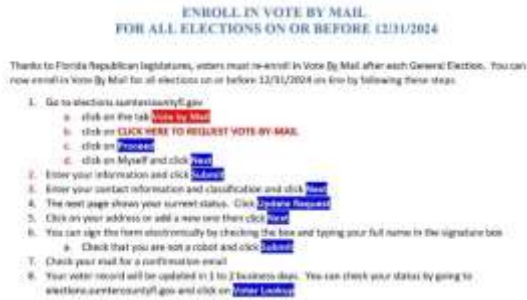 ENROLL IN VOTE BY MAIL
FOR ALL ELECTIONS ON OR BEFORE 12/31/2024
Thanks to Florida Republican legislatures, voters must re-enroll in Vote By Mail after each General Election. You can
now enroll in Vote By Mail for all elections on or before 12/31/2024 on line by following these steps
1. Go to elections.sumtercountyfl.gov
a. click on the tab Vote by Mail
b. click on CLICK HERE TO REQUEST VOTE-BY-MAIL
c. click on Proceed
d. click on Myself and click Next
2. Enter your information and click Submit
3. Enter your contact information and classification and click Next
4. The next page shows your current status. Click Update Request
5. Click on your address or add a new one then click Next
6. You can sign the form electronically by checking the box and typing your full name in the signature box
a. Check that you are not a robot and click Submit
7. Check your mail for a confirmation email
8. Your voter record will be updated in 1 to 2 business days. You can check your status by going to
elections.sumtercountyfl.gov and click on Voter Lookup